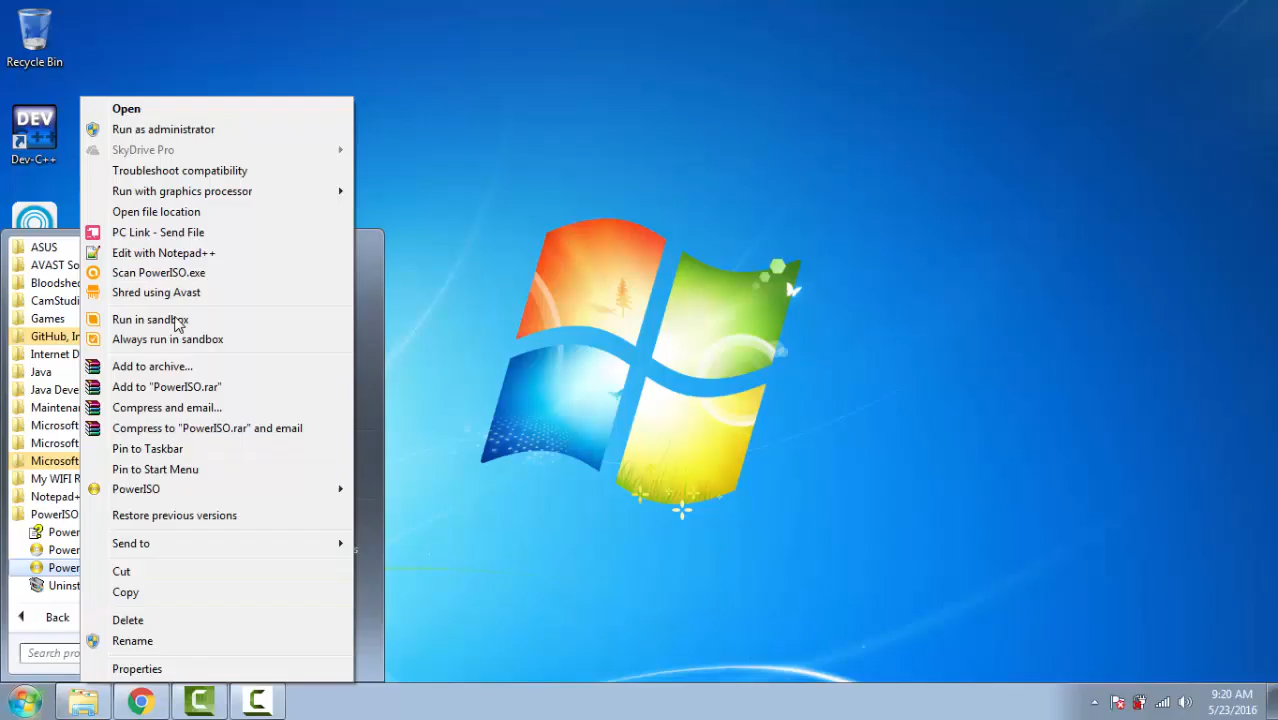 Recycle Bin
DEV
C++
Dev-C++
Open
Run as administrator
SkyDrive Pro
Troubleshoot compatibility
Run with graphics processor
Open file location
PC Link - Send File
Edit with Notepad++
Scan PowerISO.exe
Shred using Avast
Run in sandbox
Always run in sandbox
Add to archive...
Add to "PowerISO.rar"
Compress and email...
Compress to "PowerISO.rar" and email
Pin to Taskbar
Pin to Start Menu
PowerISO
Restore previous versions
Send to
Cut
Copy
Delete
Rename
Properties
ASUS
AVAST So
Bloodshed
CamStudi
Games
GitHub, In
Internet D
Java
Java Deve
Maintena
Microsoft
Microsoft
Microsoft
My WIFI R
Notepad+
PowerISO
Power
Power
Power
Uninst
Back
Search pro
9:20 AM
5/23/2016